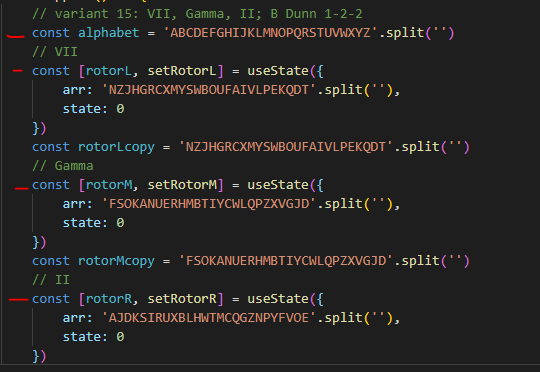 // variant 15: VII, Gamma, II; B Dunn 1-2-2
const alphabet = 'ABCDEFGHIJKLMNOPQRSTUVWXYZ'.split('')
// VII
const [rotorL, setRotorL] = useState({
    arr: 'NZJHGRCXMYSWBOUFAIVLPEKQDT'.split(''),
    state: 0
})
const rotorLcopy = 'NZJHGRCXMYSWBOUFAIVLPEKQDT'.split('')
// Gamma
const [rotorM, setRotorM] = useState({
    arr: 'FSOKANUERHMBTIYCWLQPZXVGJD'.split(''),
    state: 0
})
const rotorMcopy = 'FSOKANUERHMBTIYCWLQPZXVGJD'.split('')
// II
const [rotorR, setRotorR] = useState({
    arr: 'AJDKSIRUXBLHWTMCQGZNPYFVOE'.split(''),
    state: 0
})